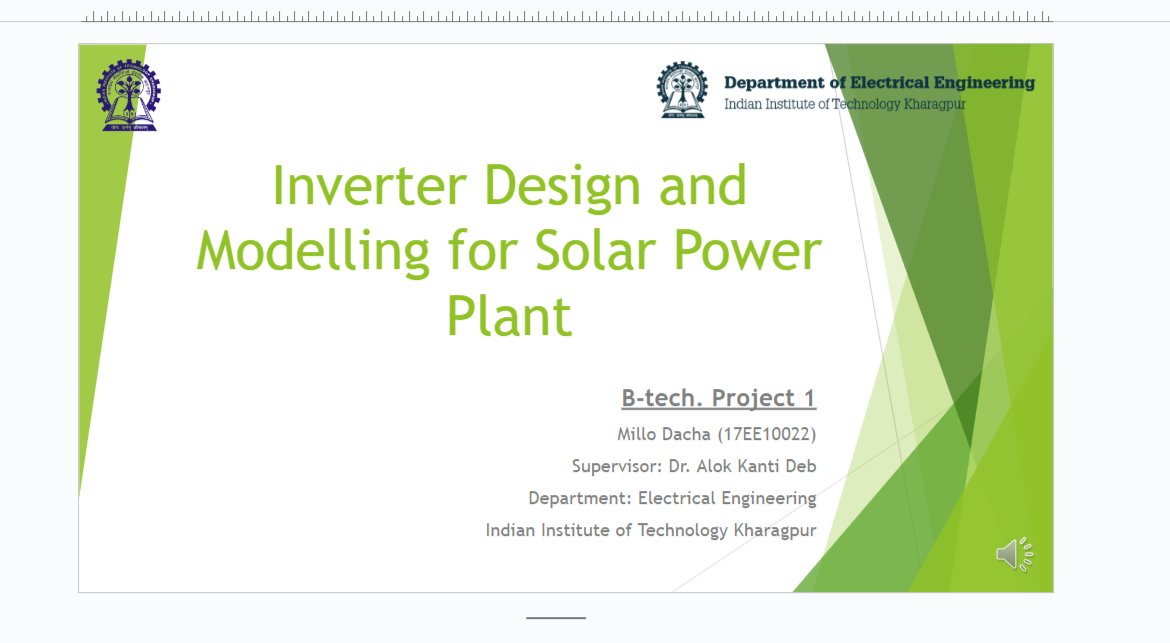 Department of Electrical Engineering
Indian Institute of Technology Kharagpur
Inverter Design and
Modelling for Solar Power
Plant
B-tech. Project 1
Millo Dacha (17EE10022)
Supervisor: Dr. Alok Kanti Deb
Department: Electrical Engineering
Indian Institute of Technology Kharagpur